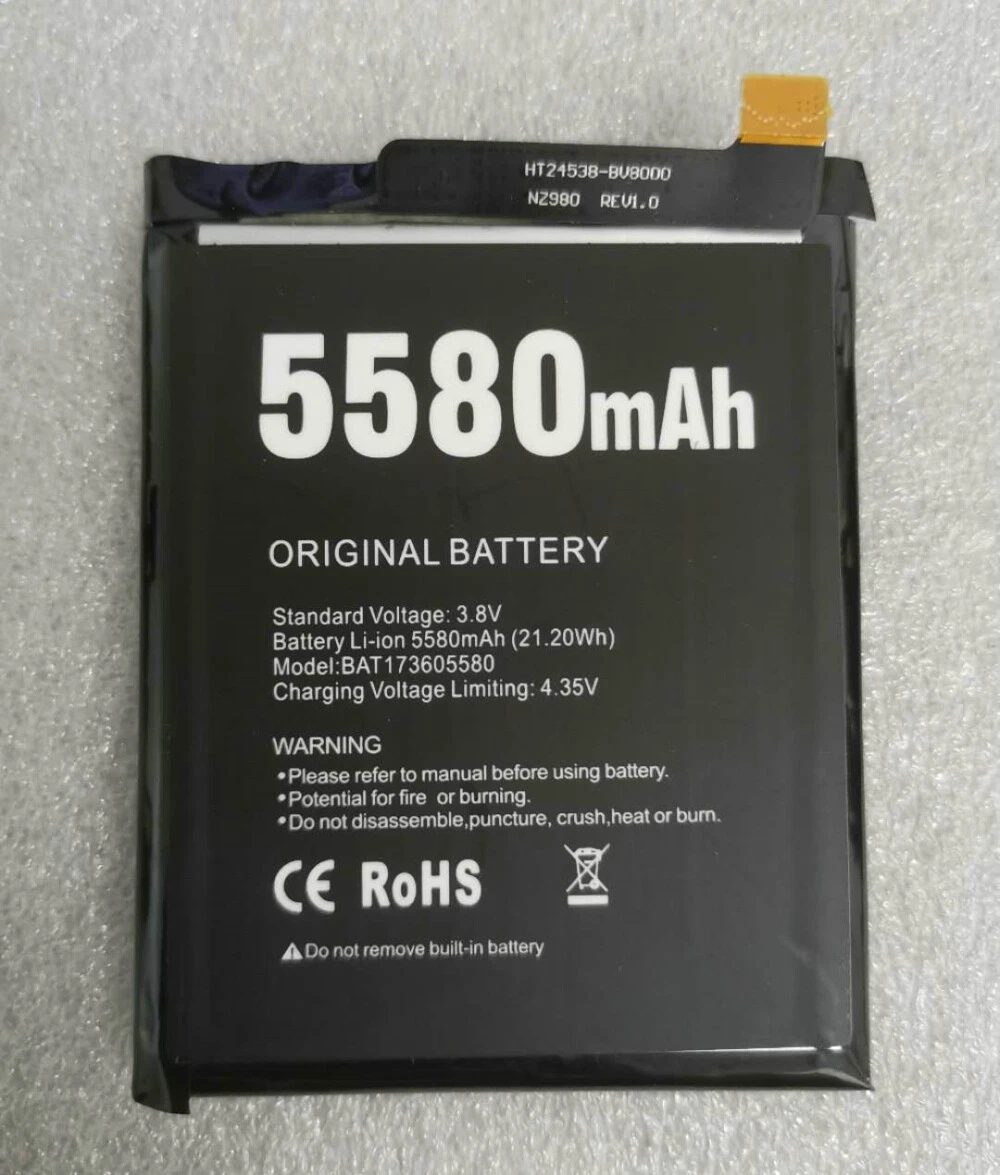 HT24538-BV8000
NZ980 REV1.0
5580mAh
ORIGINAL BATTERY
Standard Voltage: 3.8V
Battery Li-ion 5580mAh (21.20Wh)
Model:BAT173605580
Charging Voltage Limiting: 4.35V
WARNING
•Please refer to manual before using battery.
•Potential for fire or burning.
•Do not disassemble,puncture, crush,heat or burn.
CE RoHS
Do not remove built-in battery